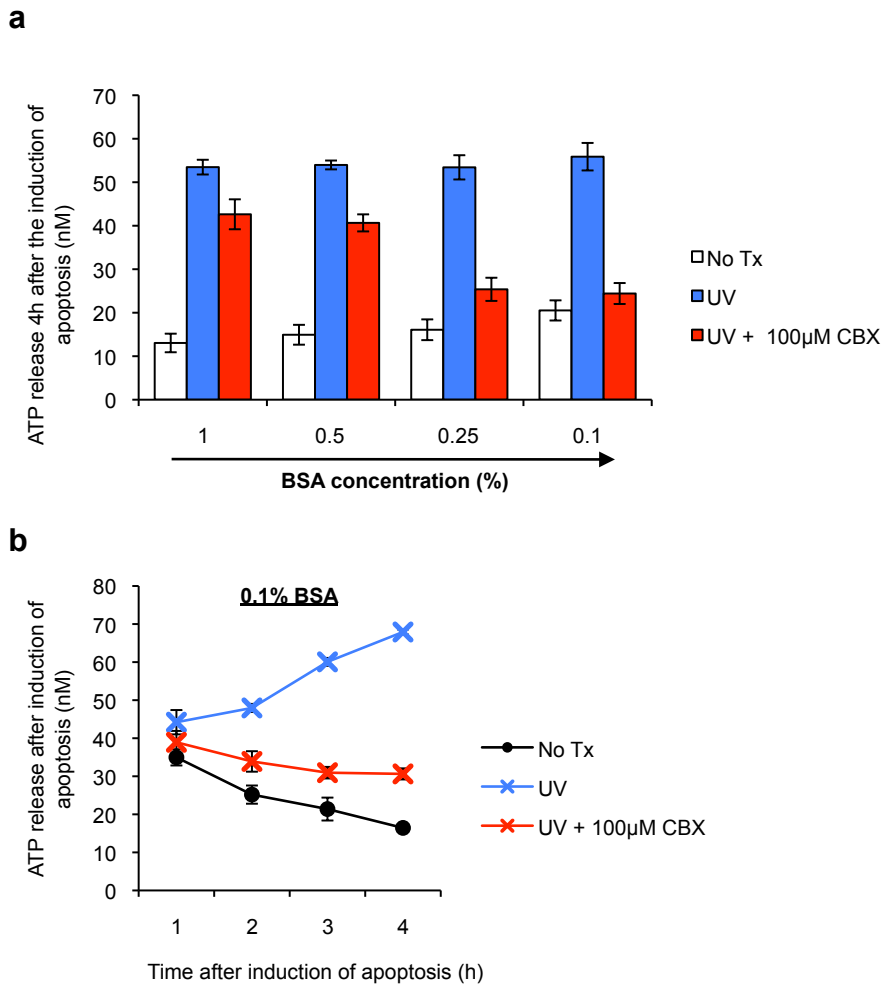 a
ATP release 4h after the induction of
apoptosis (nM)
70
60
50
40
30
20
10
0
1 0.5 0.25 0.1
BSA concentration (%)
No Tx
UV
UV + 100µM CBX
b
ATP release after induction of
apoptosis (nM)
80
70
60
50
40
30
20
10
0
0.1% BSA
1 2 3 4
Time after induction of apoptosis (h)
No Tx
UV
UV + 100µM CBX